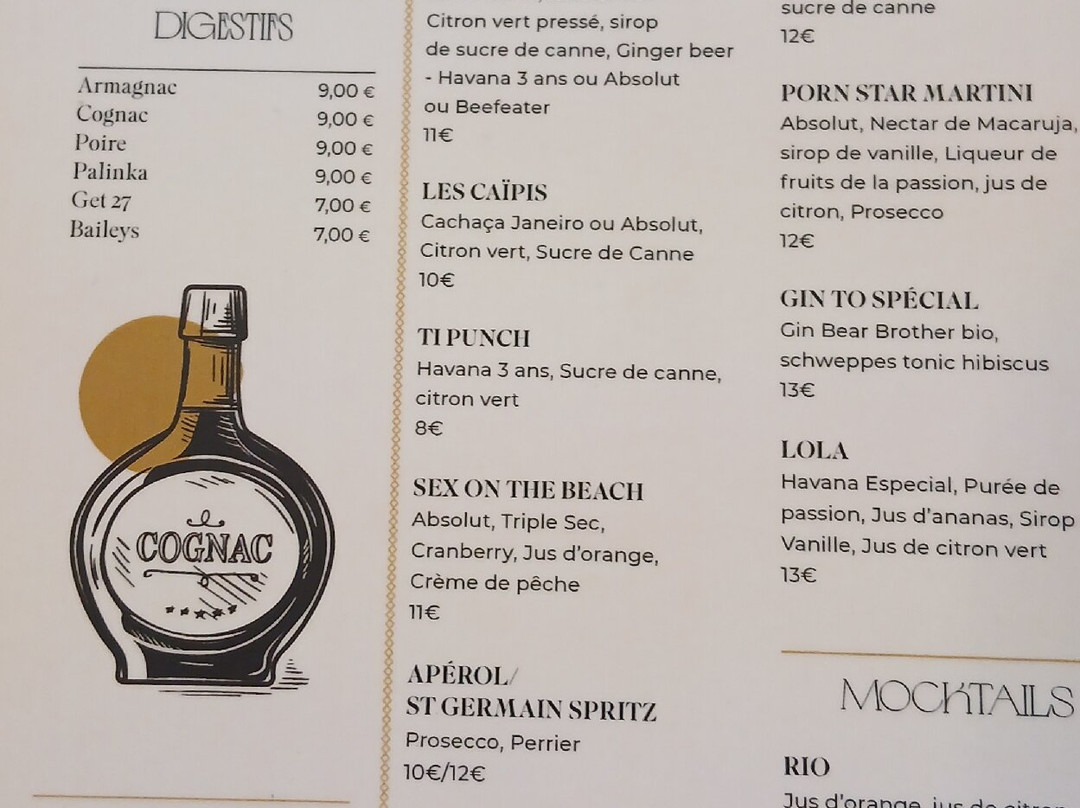 DIGESTIFS
Armagnac 9,00 €
Cognac 9,00 €
Poire 9,00 €
Palinka 9,00 €
Get 27 7,00 €
Baileys 7,00 €
COGNAC
Citron vert pressé, sirop
de sucre de canne, Ginger beer
- Havana 3 ans ou Absolut
ou Beefeater
11€
LES CAÏPIS
Cachaça Janeiro ou Absolut,
Citron vert, Sucre de Canne
10€
TI PUNCH
Havana 3 ans, Sucre de canne,
citron vert
8€
SEX ON THE BEACH
Absolut, Triple Sec,
Cranberry, Jus d'orange,
Crème de pêche
11€
APÉROL/
ST GERMAIN SPRITZ
Prosecco, Perrier
10€/12€
sucre de canne
12€
PORN STAR MARTINI
Absolut, Nectar de Macaruja,
sirop de vanille, Liqueur de
fruits de la passion, jus de
citron, Prosecco
12€
GIN TO SPÉCIAL
Gin Bear Brother bio,
schweppes tonic hibiscus
13€
LOLA
Havana Especial, Purée de
passion, Jus d'ananas, Sirop
Vanille, Jus de citron vert
13€
MOCKTAILS
RIO
Jus d'orange, jus de citron